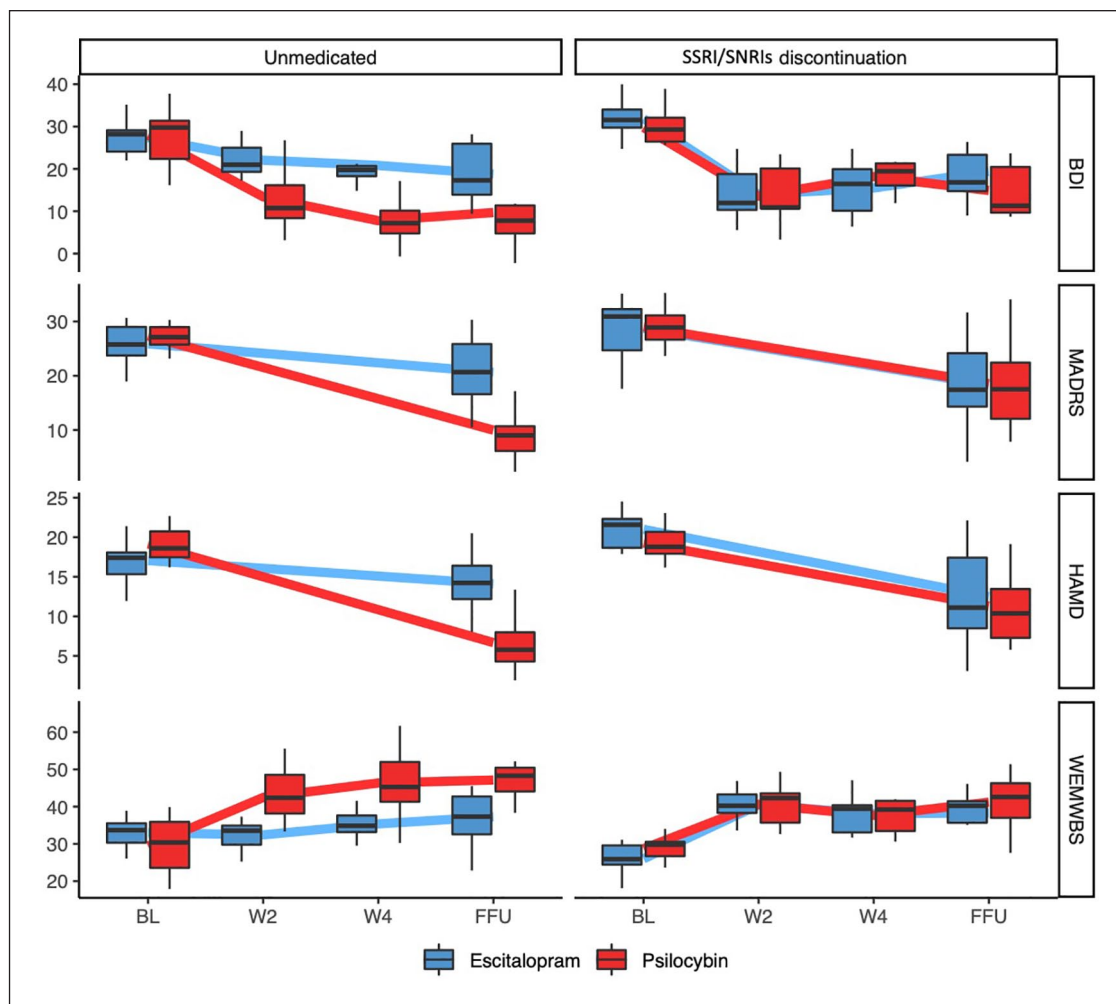 Unmedicated
SSRI/SNRIs discontinuation
40
30
20
10
0
BDI
30
20
10
MADRS
25
20
15
10
5
HAMD
60
50
40
30
20
WEMWBS
BL W2 W4 FFU
BL W2 W4 FFU
Escitalopram Psilocybin